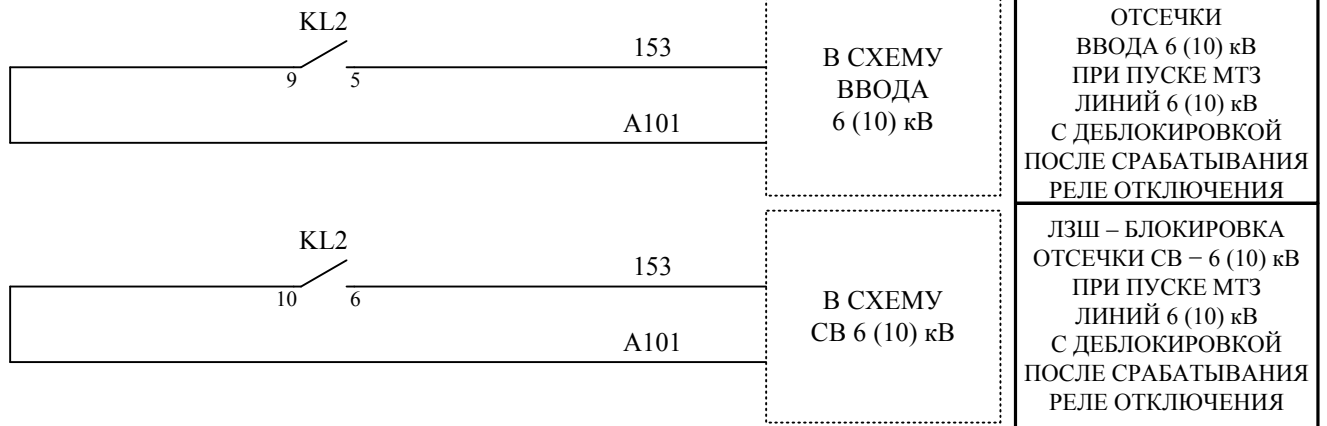 KL2
9
5
153
A101
В СХЕМУ
ВВОДА
6 (10) кВ
ОТСЕЧКИ
ВВОДА 6 (10) кВ
ПРИ ПУСКЕ МТЗ
ЛИНИЙ 6 (10) кВ
С ДЕБЛОКИРОВКОЙ
ПОСЛЕ СРАБАТЫВАНИЯ
РЕЛЕ ОТКЛЮЧЕНИЯ
KL2
10
6
153
A101
В СХЕМУ
СВ 6 (10) кВ
ЛЗШ – БЛОКИРОВКА
ОТСЕЧКИ СВ − 6 (10) кВ
ПРИ ПУСКЕ МТЗ
ЛИНИЙ 6 (10) кВ
С ДЕБЛОКИРОВКОЙ
ПОСЛЕ СРАБАТЫВАНИЯ
РЕЛЕ ОТКЛЮЧЕНИЯ